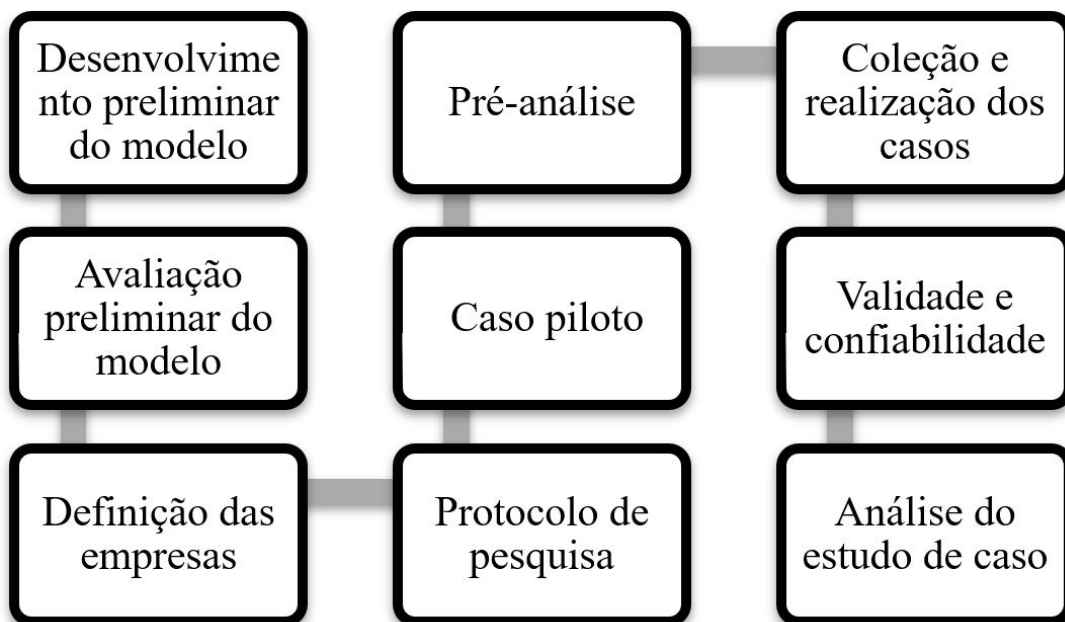 Desenvolvime
nto preliminar
do modelo
Avaliação
preliminar do
modelo
Definição das
empresas
Protocolo de
pesquisa
Caso piloto
Pré-análise
Coleção e
realização dos
casos
Validade e
confiabilidade
Análise do
estudo de caso